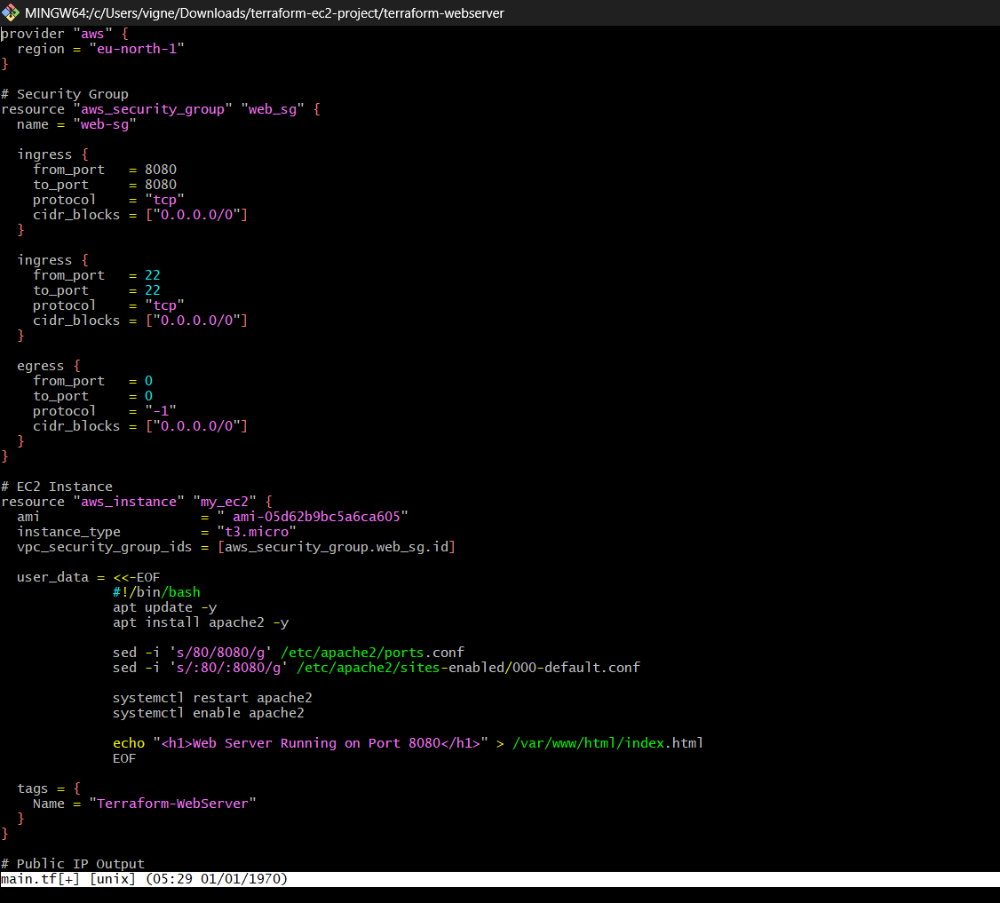 MINGW64:/c/Users/vigne/Downloads/terraform-ec2-project/terraform-webserver
provider "aws" {
  region = "eu-north-1"
}

# Security Group
resource "aws_security_group" "web_sg" {
  name = "web-sg"

  ingress {
    from_port   = 8080
    to_port     = 8080
    protocol    = "tcp"
    cidr_blocks = ["0.0.0.0/0"]
  }

  ingress {
    from_port   = 22
    to_port     = 22
    protocol    = "tcp"
    cidr_blocks = ["0.0.0.0/0"]
  }

  egress {
    from_port   = 0
    to_port     = 0
    protocol    = "-1"
    cidr_blocks = ["0.0.0.0/0"]
  }
}

# EC2 Instance
resource "aws_instance" "my_ec2" {
  ami                    = " ami-05d62b9bc5a6ca605"
  instance_type          = "t3.micro"
  vpc_security_group_ids = [aws_security_group.web_sg.id]

  user_data = <<-EOF
              #!/bin/bash
              apt update -y
              apt install apache2 -y

              sed -i 's/80/8080/g' /etc/apache2/ports.conf
              sed -i 's/:80/:8080/g' /etc/apache2/sites-enabled/000-default.conf

              systemctl restart apache2
              systemctl enable apache2

              echo "<h1>Web Server Running on Port 8080</h1>" > /var/www/html/index.html
              EOF

  tags = {
    Name = "Terraform-WebServer"
  }
}

# Public IP Output
main.tf[+] [unix] (05:29 01/01/1970)